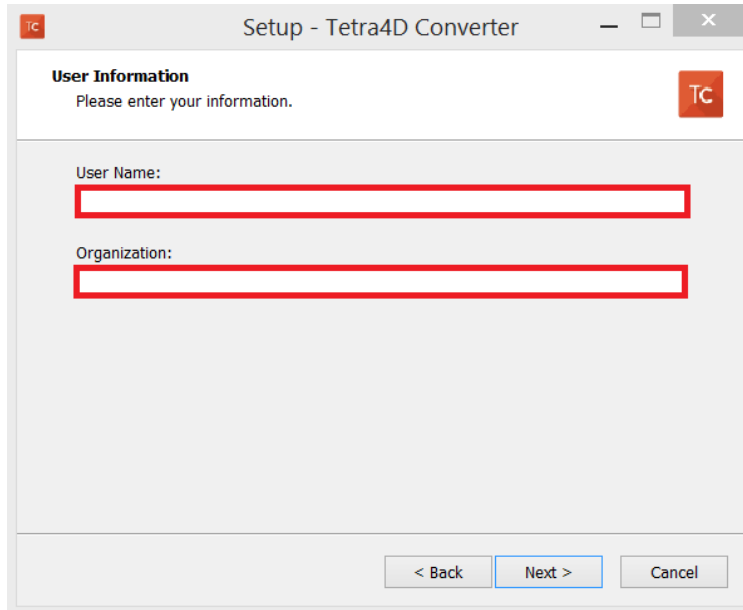 TC
Setup - Tetra4D Converter
User Information
Please enter your information.
TC
User Name:
Organization:
< Back
Next >
Cancel